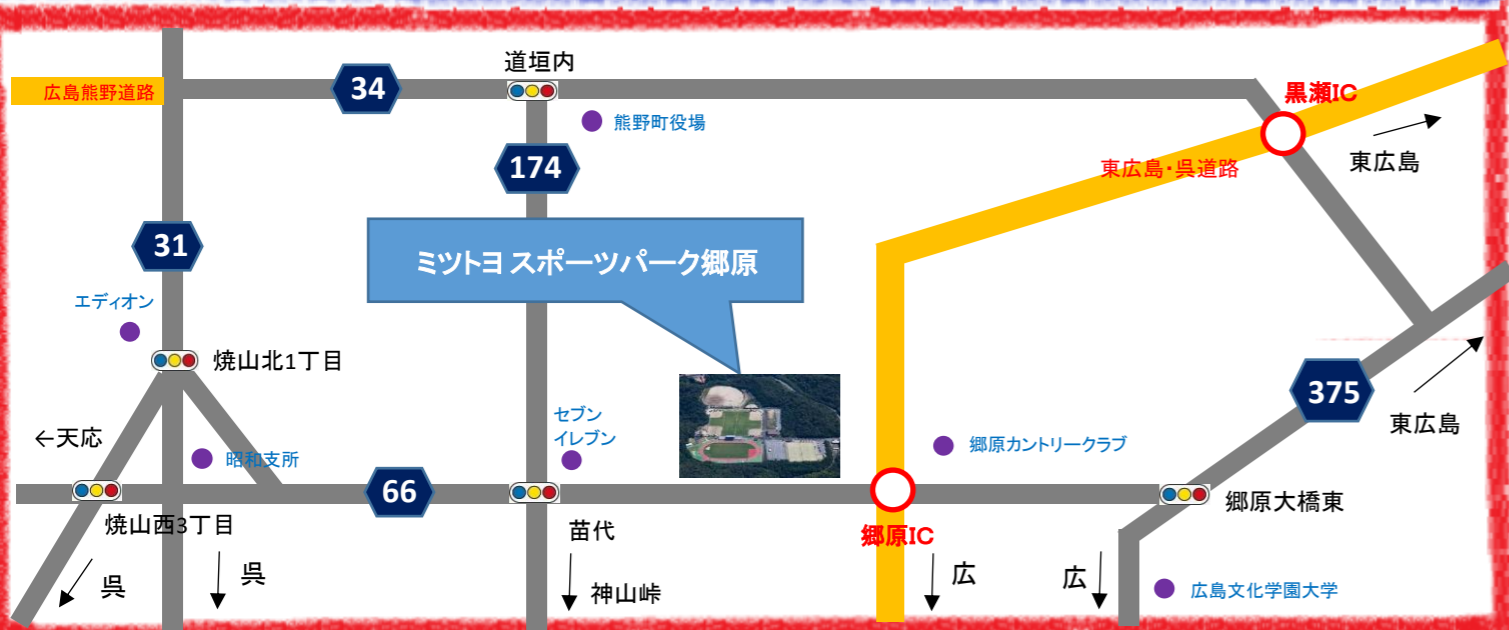 道垣内
広島熊野道路
34
黒瀬IC
熊野町役場
東広島
174
東広島・呉道路
31
ミツトヨ スポーツパーク郷原
エディオン
焼山北1丁目
375
セブン
イレブン
東広島
←天応
昭和支所
郷原カントリークラブ
66
焼山西3丁目
苗代
郷原IC
郷原大橋東
呉
呉
神山峠
広
広
広島文化学園大学